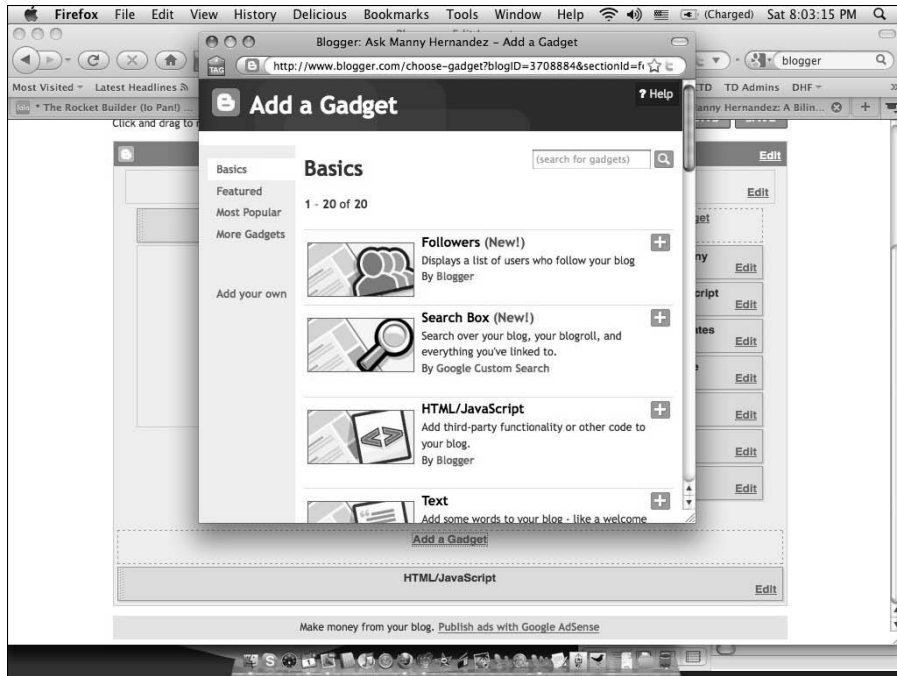 Firefox File Edit View History Delicious Bookmarks Tools Window Help (Charged) Sat 8:03:15 PM
Blogger: Ask Manny Hernandez – Add a Gadget
TAG http://www.blogger.com/choose-gadget?blogID=3708884&sectionId=f
blogger
Most Visited Latest Headlines
TD TD Admins DHF
* The Rocket Builder (Io Pan!) ...
anny Hernandez: A Bilin...
Click and drag to
Add a Gadget
? Help
Edit
Edit
Basics
Featured
Most Popular
More Gadgets
Add your own
Basics
(search for gadgets)
1 - 20 of 20
Followers (New!)
Displays a list of users who follow your blog
By Blogger
Search Box (New!)
Search over your blog, your blogroll, and
everything you've linked to.
By Google Custom Search
HTML/JavaScript
Add third-party functionality or other code to
your blog.
By Blogger
Text
Add some words to your blog - like a welcome
get
ny
Edit
cript
Edit
ates
Edit
Edit
Edit
Edit
Edit
Add a Gadget
HTML/JavaScript
Edit
Make money from your blog. Publish ads with Google AdSense